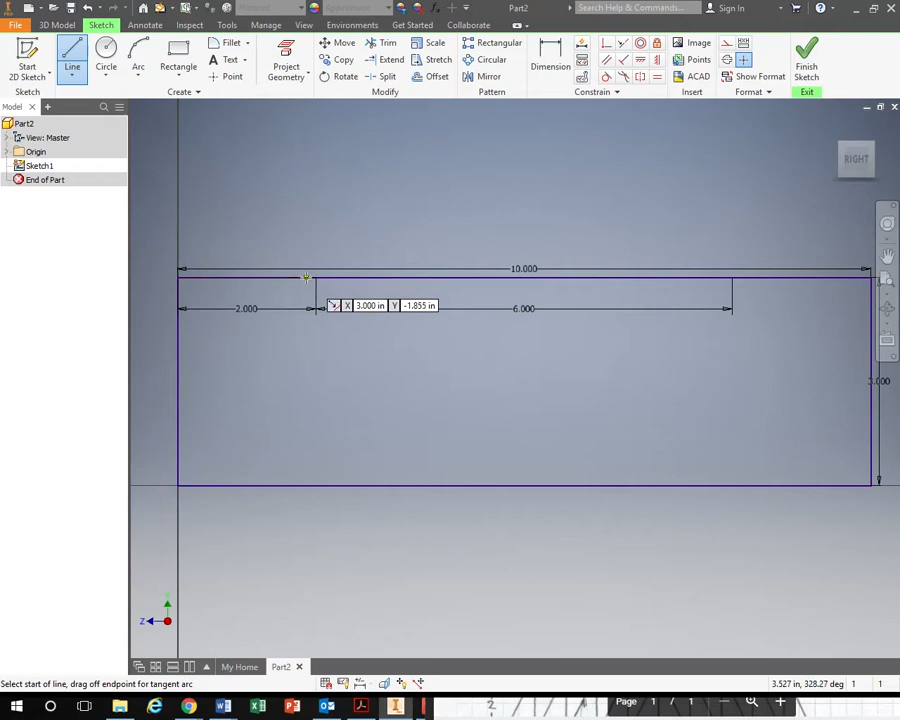 Material Appearance Part2 Search Help & Commands... Sign In
File 3D Model Sketch Annotate Inspect Tools Manage View Environments Get Started Collaborate
Start 2D Sketch Line Circle Arc Rectangle Fillet Text Point Project Geometry Move Copy Rotate Trim Extend Split Scale Stretch Offset Rectangular Circular Mirror Dimension Image Points ACAD Show Format Finish Sketch
Sketch Create Modify Pattern Constrain Insert Format Exit
Model
Part2
View: Master
Origin
Sketch1
End of Part
RIGHT
10.000
2.000
X 3.000 in Y -1.855 in
6.000
3.000
Z
My Home Part2
Select start of line, drag off endpoint for tangent arc 3.527 in, 328.27 deg 1 1
Page 1 / 1
2